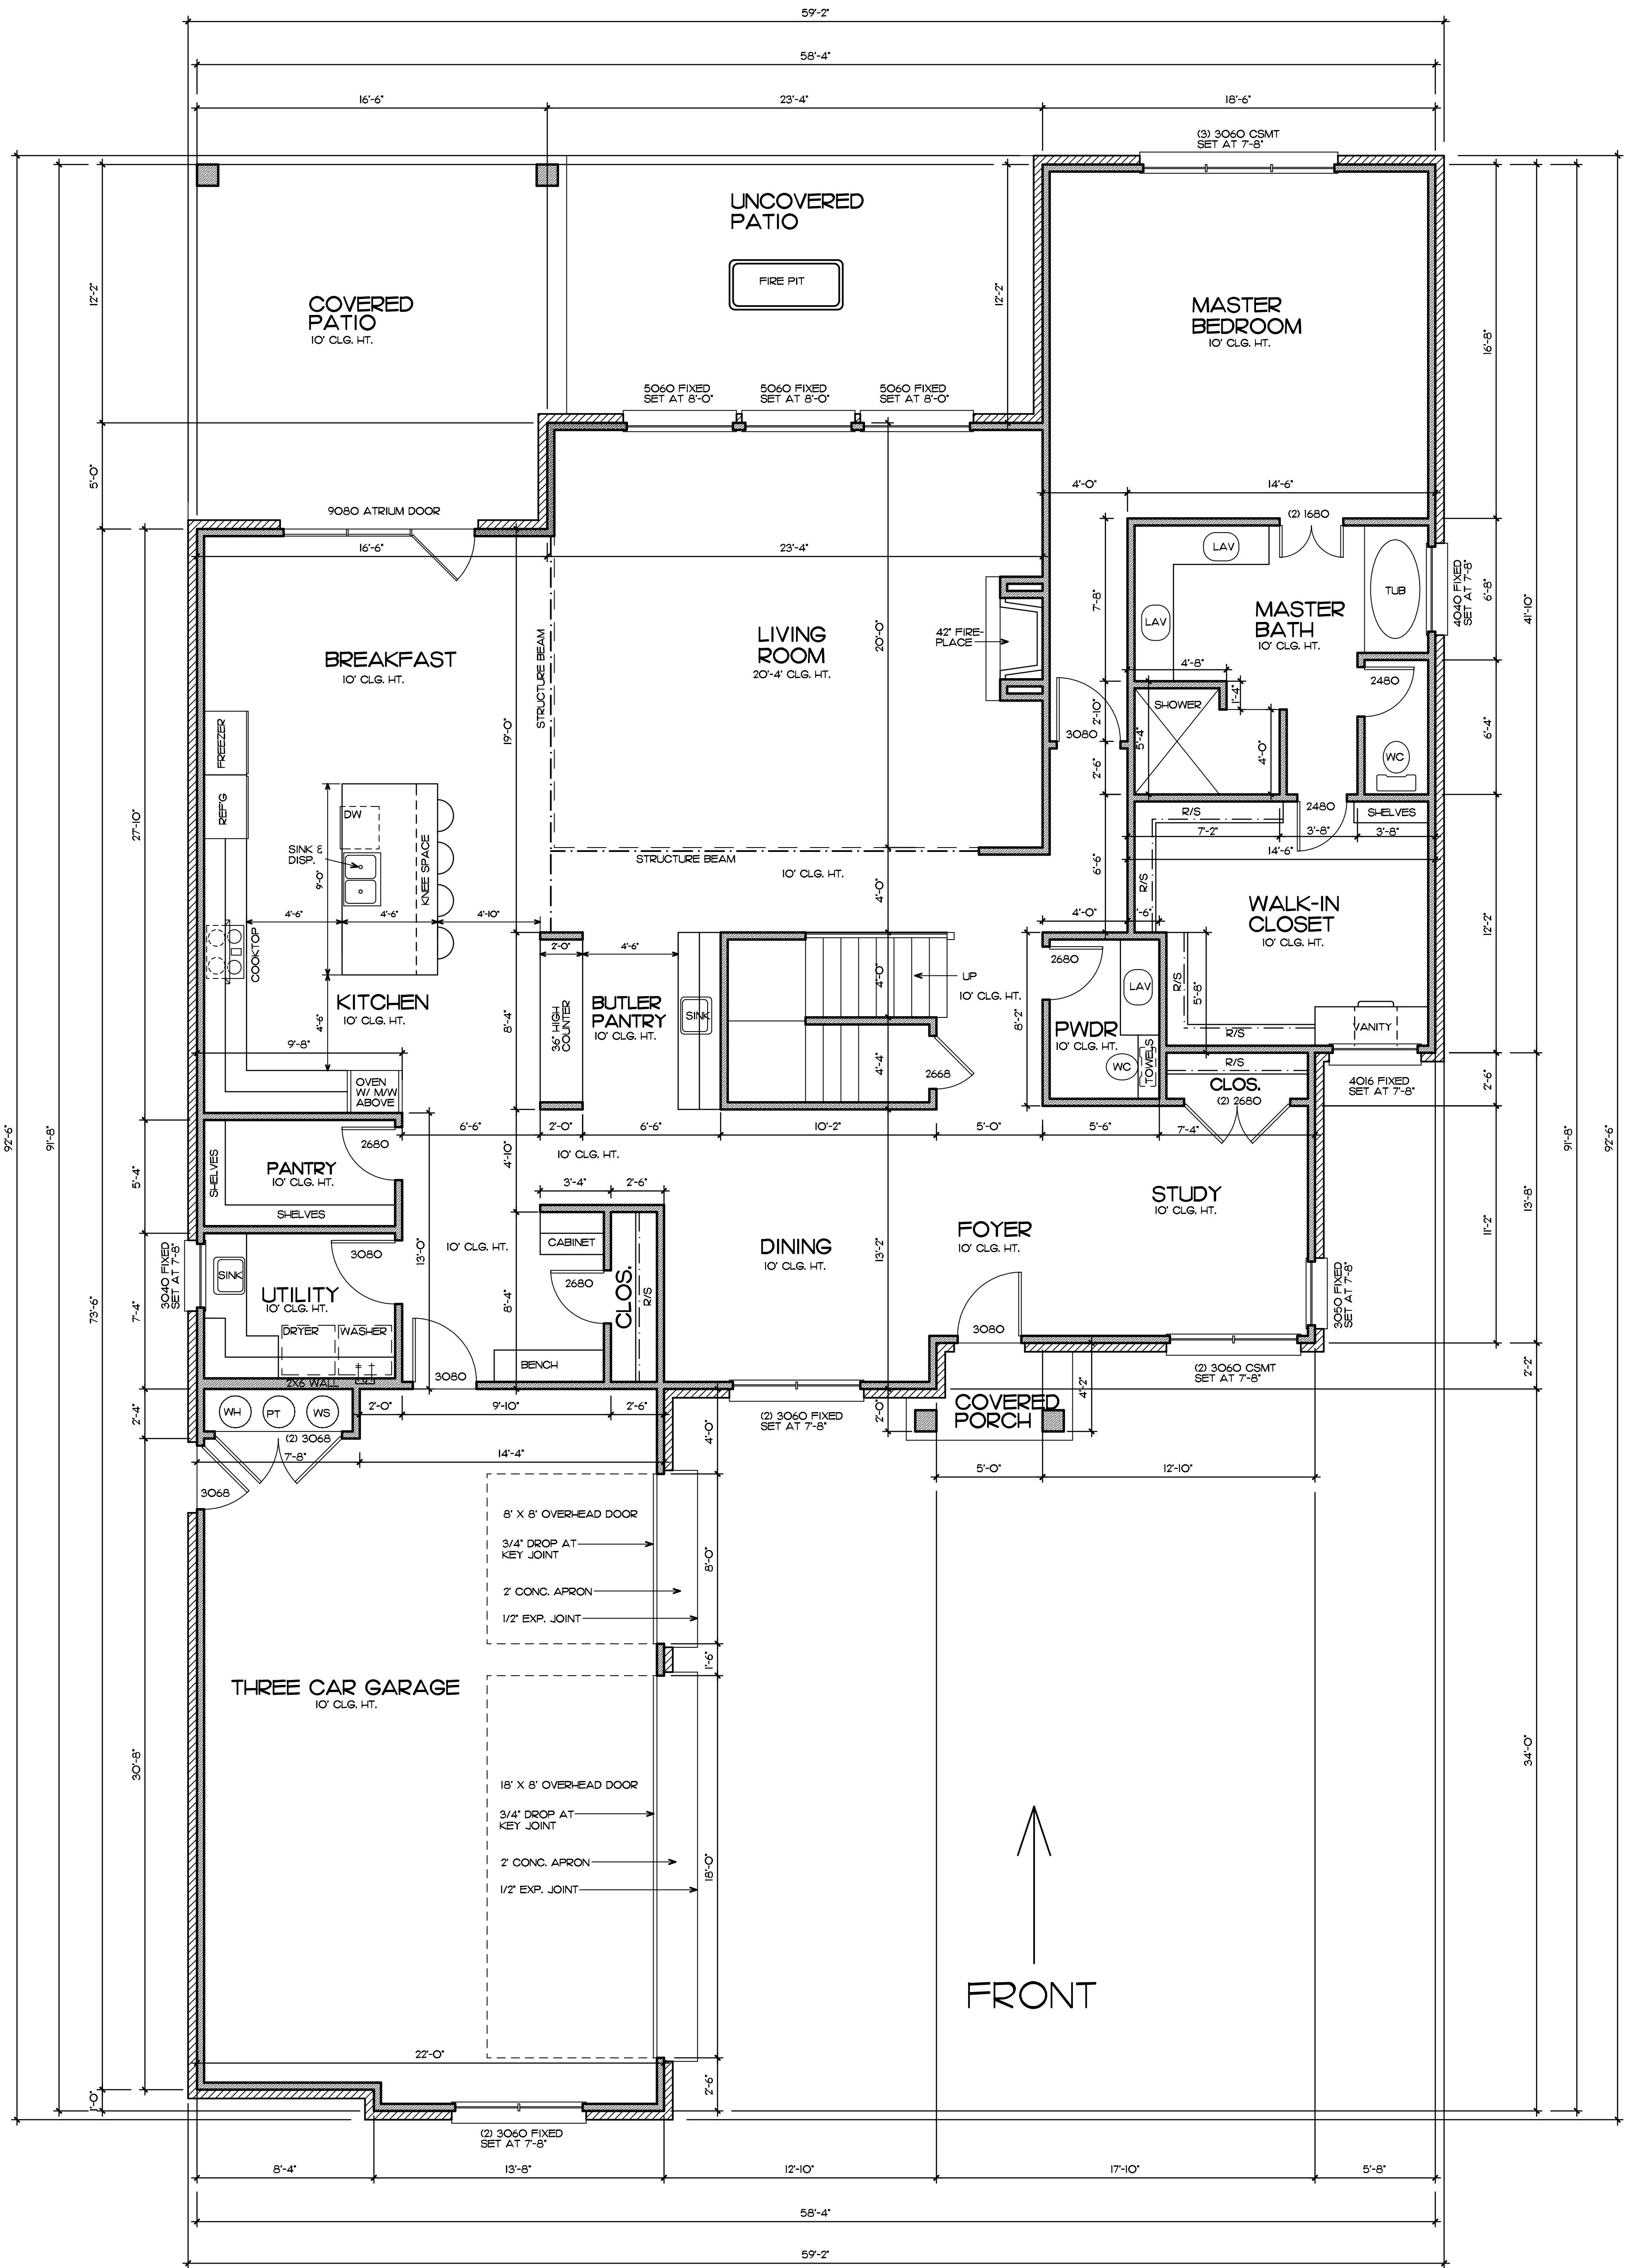 59'-2"
58'-4"
16'-6"
23'-4"
18'-6"
(3) 3060 CSMT
SET AT 7'-8"
UNCOVERED
PATIO
FIRE PIT
COVERED
PATIO
10' CLG. HT.
MASTER
BEDROOM
10' CLG. HT.
12'-2"
12'-2"
16'-8"
5060 FIXED
SET AT 8'-0"
5060 FIXED
SET AT 8'-0"
5060 FIXED
SET AT 8'-0"
5'-0"
4'-0"
14'-6"
9080 ATRIUM DOOR
(2) 1680
16'-6"
23'-4"
LAV
LAV
TUB
4040 FIXED
SET AT 7'-8"
6'-8"
41'-10"
7'-8"
MASTER
BATH
10' CLG. HT.
BREAKFAST
10' CLG. HT.
STRUCTURE BEAM
LIVING
ROOM
20'-4" CLG. HT.
20'-0"
42" FIRE-
PLACE
4'-8"
1'-4"
2480
SHOWER
2'-10"
3080
5'-4"
4'-0"
WC
6'-4"
19'-0"
FREEZER
REF'G
2'-6"
27'-10"
DW
SINK &
DISP.
9'-0"
KNEE SPACE
R/S
2480
SHELVES
7'-2"
3'-8"
3'-8"
14'-6"
STRUCTURE BEAM
10' CLG. HT.
6'-6"
R/S
4'-0"
WALK-IN
CLOSET
10' CLG. HT.
12'-2"
4'-6"
4'-6"
4'-10"
4'-0"
1'-6"
COOKTOP
2'-0"
4'-6"
2680
LAV
R/S
5'-8"
KITCHEN
10' CLG. HT.
4'-6"
8'-4"
36" HIGH
COUNTER
BUTLER
PANTRY
10' CLG. HT.
SINK
4'-0"
UP
10' CLG. HT.
8'-2"
PWDR
10' CLG. HT.
R/S
VANITY
9'-8"
4'-4"
2668
WC
TOWELS
R/S
CLOS.
(2) 2680
4016 FIXED
SET AT 7'-8"
2'-6"
OVEN
W/ M/W
ABOVE
92'-6"
91'-8"
91'-8"
92'-6"
6'-6"
2'-0"
6'-6"
10'-2"
5'-0"
5'-6"
7'-4"
2680
4'-10"
10' CLG. HT.
PANTRY
10' CLG. HT.
SHELVES
SHELVES
5'-4"
3'-4"
2'-6"
STUDY
10' CLG. HT.
11'-2"
13'-8"
FOYER
10' CLG. HT.
DINING
10' CLG. HT.
13'-2"
3080
13'-0"
10' CLG. HT.
CABINET
2680
CLOS.
R/S
8'-4"
3040 FIXED
SET AT 7'-8"
SINK
UTILITY
10' CLG. HT.
DRYER
WASHER
7'-4"
73'-6"
3050 FIXED
SET AT 7'-8"
3080
BENCH
3080
2X6 WALL
(2) 3060 CSMT
SET AT 7'-8"
2'-2"
WH
PT
WS
2'-4"
2'-0"
9'-10"
2'-6"
(2) 3060 FIXED
SET AT 7'-8"
2'-0"
COVERED
PORCH
4'-2"
(2) 3068
7'-8"
14'-4"
4'-0"
5'-0"
12'-10"
3068
8' X 8' OVERHEAD DOOR
3/4" DROP AT
KEY JOINT
2' CONC. APRON
1/2" EXP. JOINT
8'-0"
1'-6"
THREE CAR GARAGE
10' CLG. HT.
30'-8"
34'-0"
18' X 8' OVERHEAD DOOR
3/4" DROP AT
KEY JOINT
2' CONC. APRON
1/2" EXP. JOINT
18'-0"
FRONT
22'-0"
2'-6"
1'-0"
(2) 3060 FIXED
SET AT 7'-8"
8'-4"
13'-8"
12'-10"
17'-10"
5'-8"
58'-4"
59'-2"